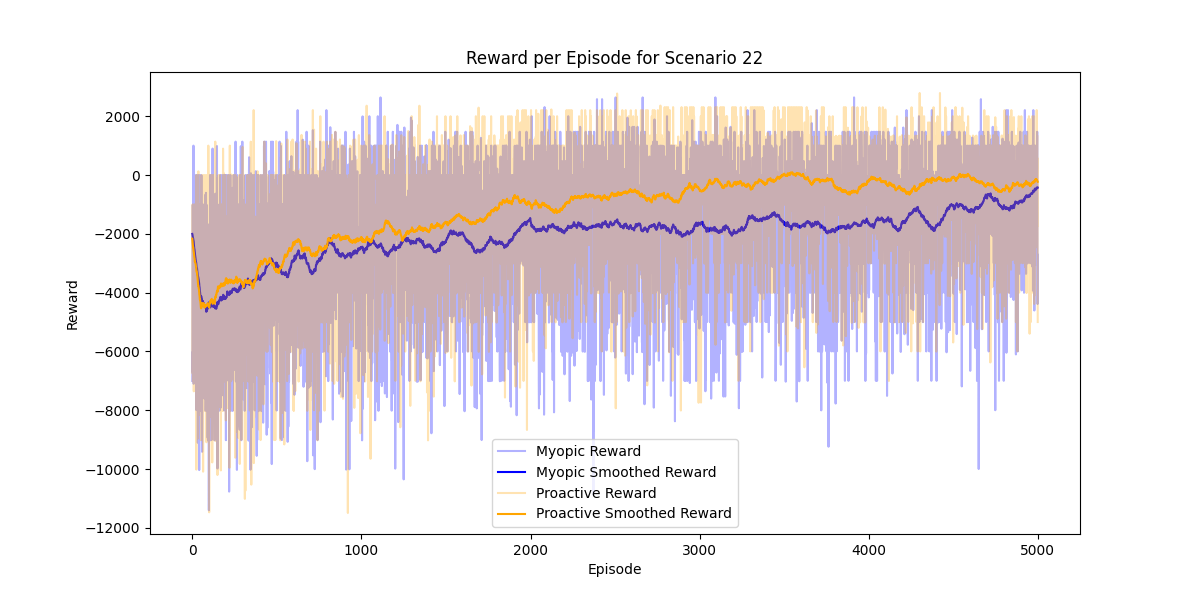 Reward per Episode for Scenario 22
2000
0
−2000
−4000
−6000
−8000
−10000
−12000
Reward
0 1000 2000 3000 4000 5000
Episode
Myopic Reward
Myopic Smoothed Reward
Proactive Reward
Proactive Smoothed Reward